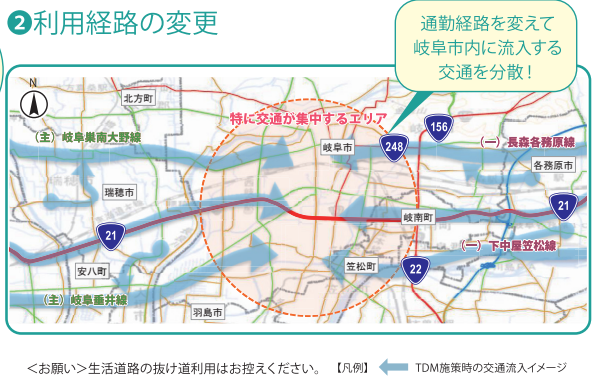 ❷利用経路の変更
通勤経路を変えて
岐阜市内に流入する
交通を分散！
N
北方町
特に交通が集中するエリア
156
(主) 岐阜巣南大野線
岐阜市
248
(一) 長森各務原線
各務原市
瑞穂市
岐南町
21
21
(一) 下中屋笠松線
安八町
笠松町
22
(主) 岐阜垂井線
羽島市
＜お願い＞生活道路の抜け道利用はお控えください。 【凡例】 TDM施策時の交通流入イメージ